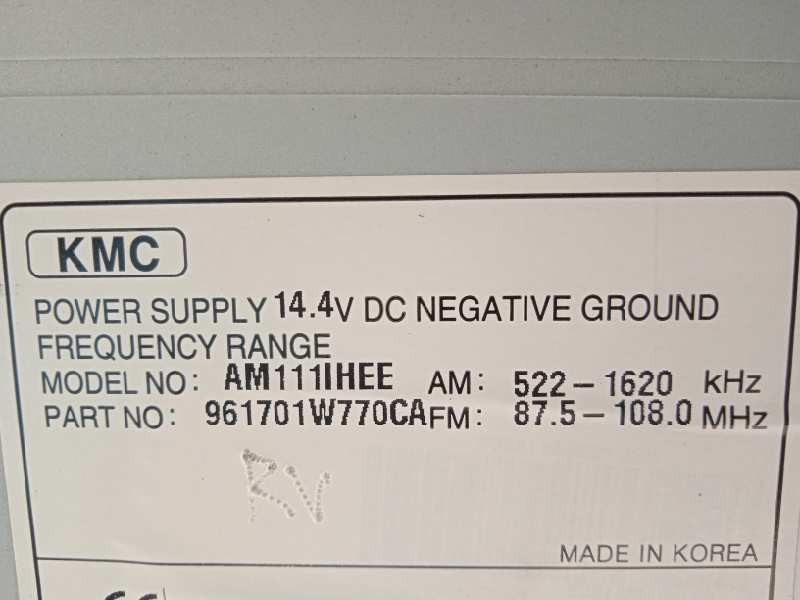 KMC
POWER SUPPLY 14.4V DC NEGATIVE GROUND
FREQUENCY RANGE
MODEL NO: AM111IHEE AM: 522-1620 kHz
PART NO: 961701W770CA FM: 87.5-108.0 MHz
RV
MADE IN KOREA